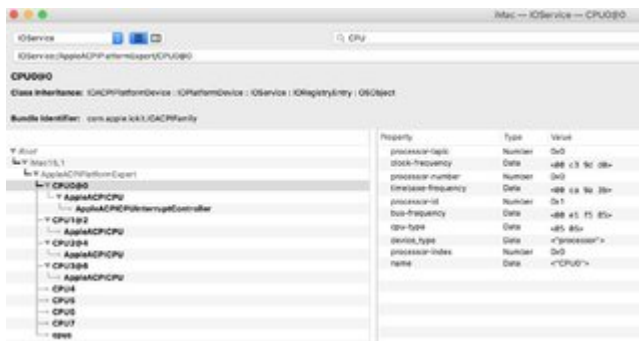 iMac — IOService — CPU0@0
IOService
CPU
IOService:/AppleACPIPlatformExpert/CPU0@0
CPU0@0
Class Inheritance: IOACPIPlatformDevice : IOPlatformDevice : IOService : IORegistryEntry : OSObject
Bundle Identifier: com.apple.iokit.IOACPIFamily
Property Type Value
Root
AppleACPIPlatformExpert
CPU0@0
AppleACPICPU
AppleACPICPUInterruptController
CPU1@2
AppleACPICPU
CPU2@4
AppleACPICPU
CPU3@6
AppleACPICPU
CPU4
CPU5
CPU6
CPU7
cpus
processor-lapic Number 0x0
clock-frequency Data
processor-number Number 0x0
timebase-frequency Data
processor-id Number 0x1
bus-frequency Data
cpu-type Data
device_type Data <"processor">
processor-index Number 0x0
name Data <"CPU0">